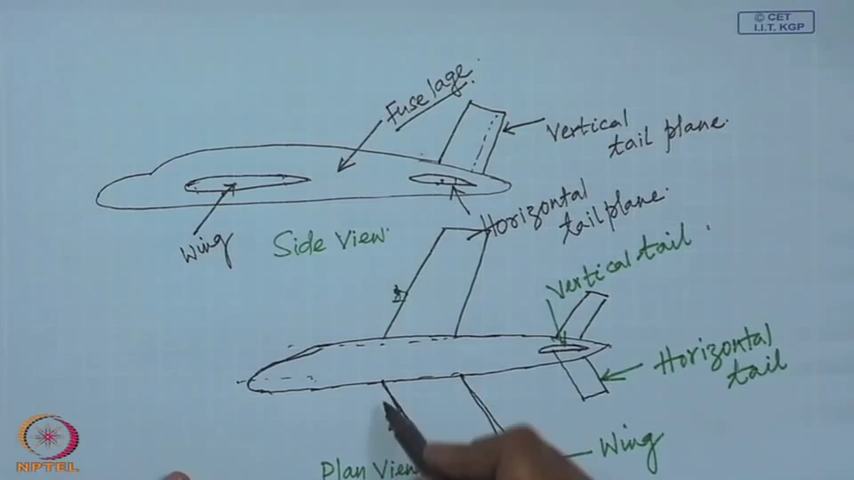 © CET
I.I.T. KGP
Fuselage.
Vertical
tail plane.
Horizontal
tail plane.
Wing
Side View.
Vertical tail.
Horizontal
tail
Wing
Plan View
NPTEL